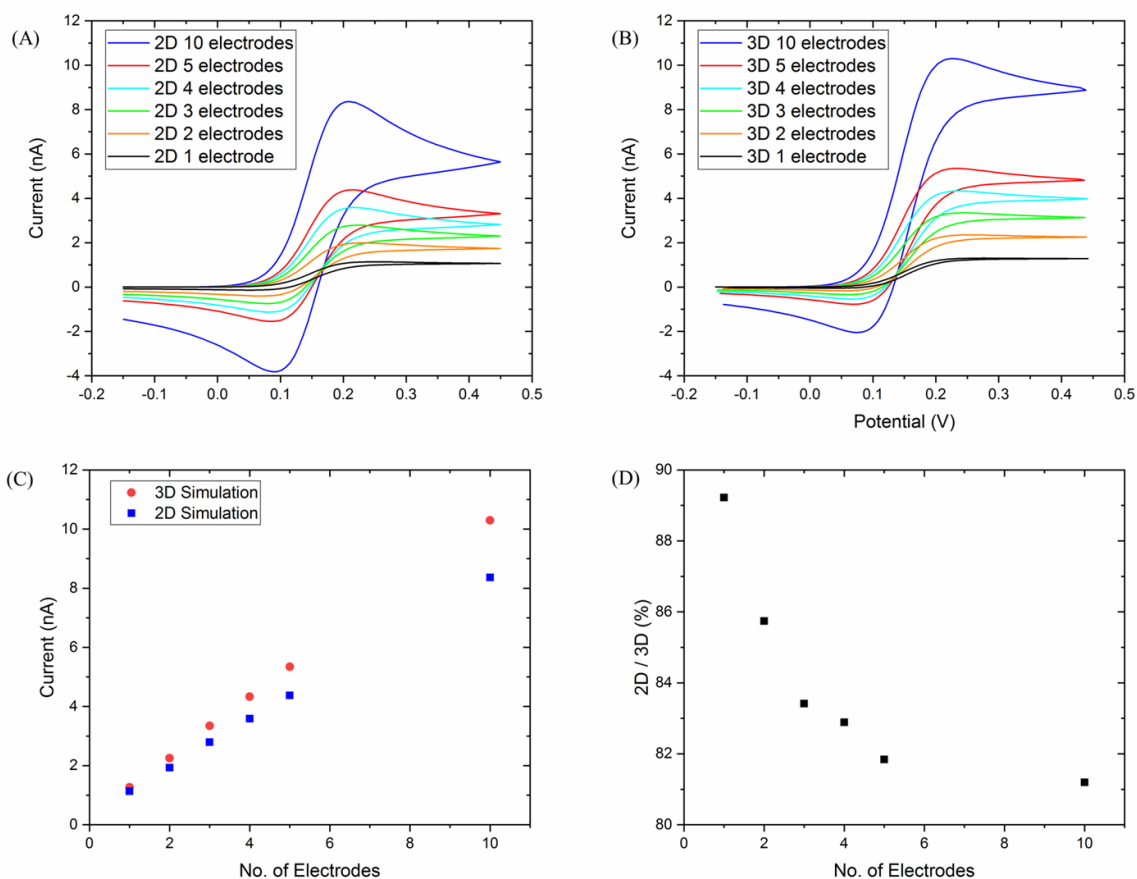 (A)
12
10
8
6
4
2
0
-2
-4
Current (nA)
2D 10 electrodes
2D 5 electrodes
2D 4 electrodes
2D 3 electrodes
2D 2 electrodes
2D 1 electrode
-0.2 -0.1 0.0 0.1 0.2 0.3 0.4 0.5
(B)
12
10
8
6
4
2
0
-2
-4
Current (nA)
3D 10 electrodes
3D 5 electrodes
3D 4 electrodes
3D 3 electrodes
3D 2 electrodes
3D 1 electrode
-0.2 -0.1 0.0 0.1 0.2 0.3 0.4 0.5
Potential (V)
(C)
12
10
8
6
4
2
0
Current (nA)
3D Simulation
2D Simulation
0 2 4 6 8 10
No. of Electrodes
(D)
90
88
86
84
82
80
2D / 3D (%)
0 2 4 6 8 10
No. of Electrodes